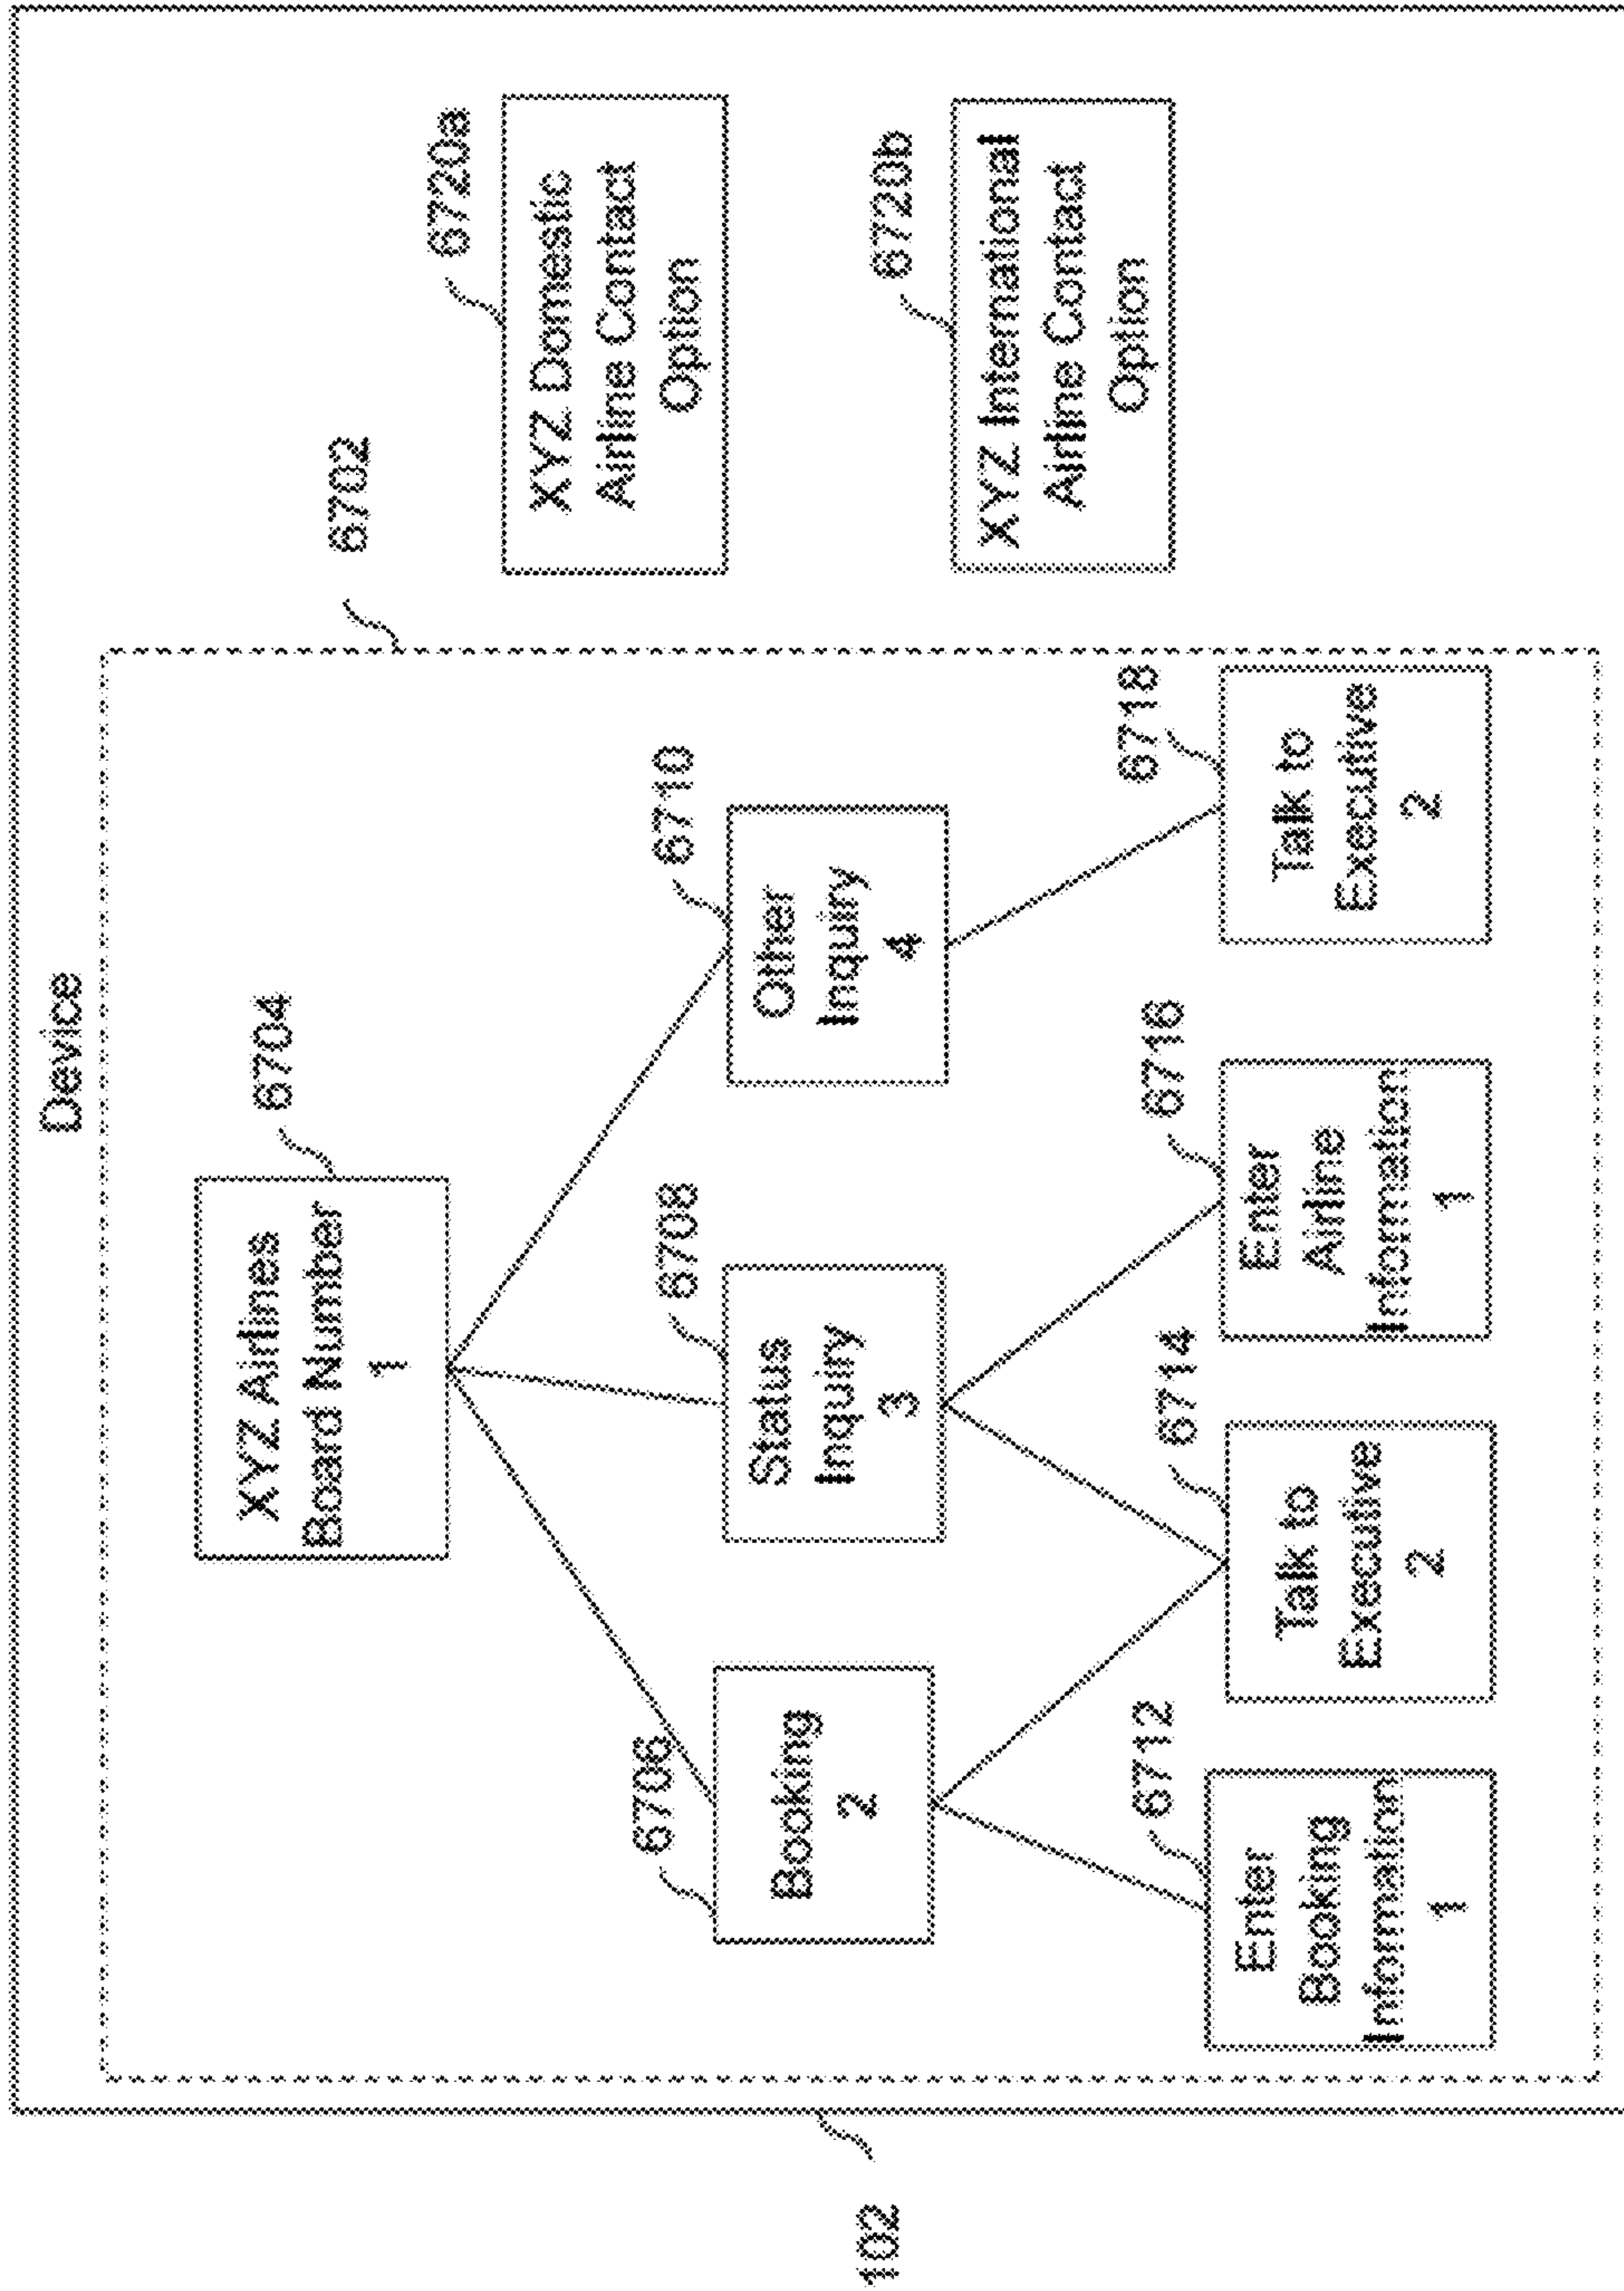 Device
102
6702
6704
XYZ Airlines
Board Number
1
6706
Booking
2
6708
Status
Inquiry
3
6710
Other
Inquiry
4
6712
Enter
Booking
Information
1
6714
Talk to
Executive
2
6716
Enter
Airline
Information
1
6718
Talk to
Executive
2
6720a
XYZ Domestic
Airline Contact
Option
6720b
XYZ International
Airline Contact
Option